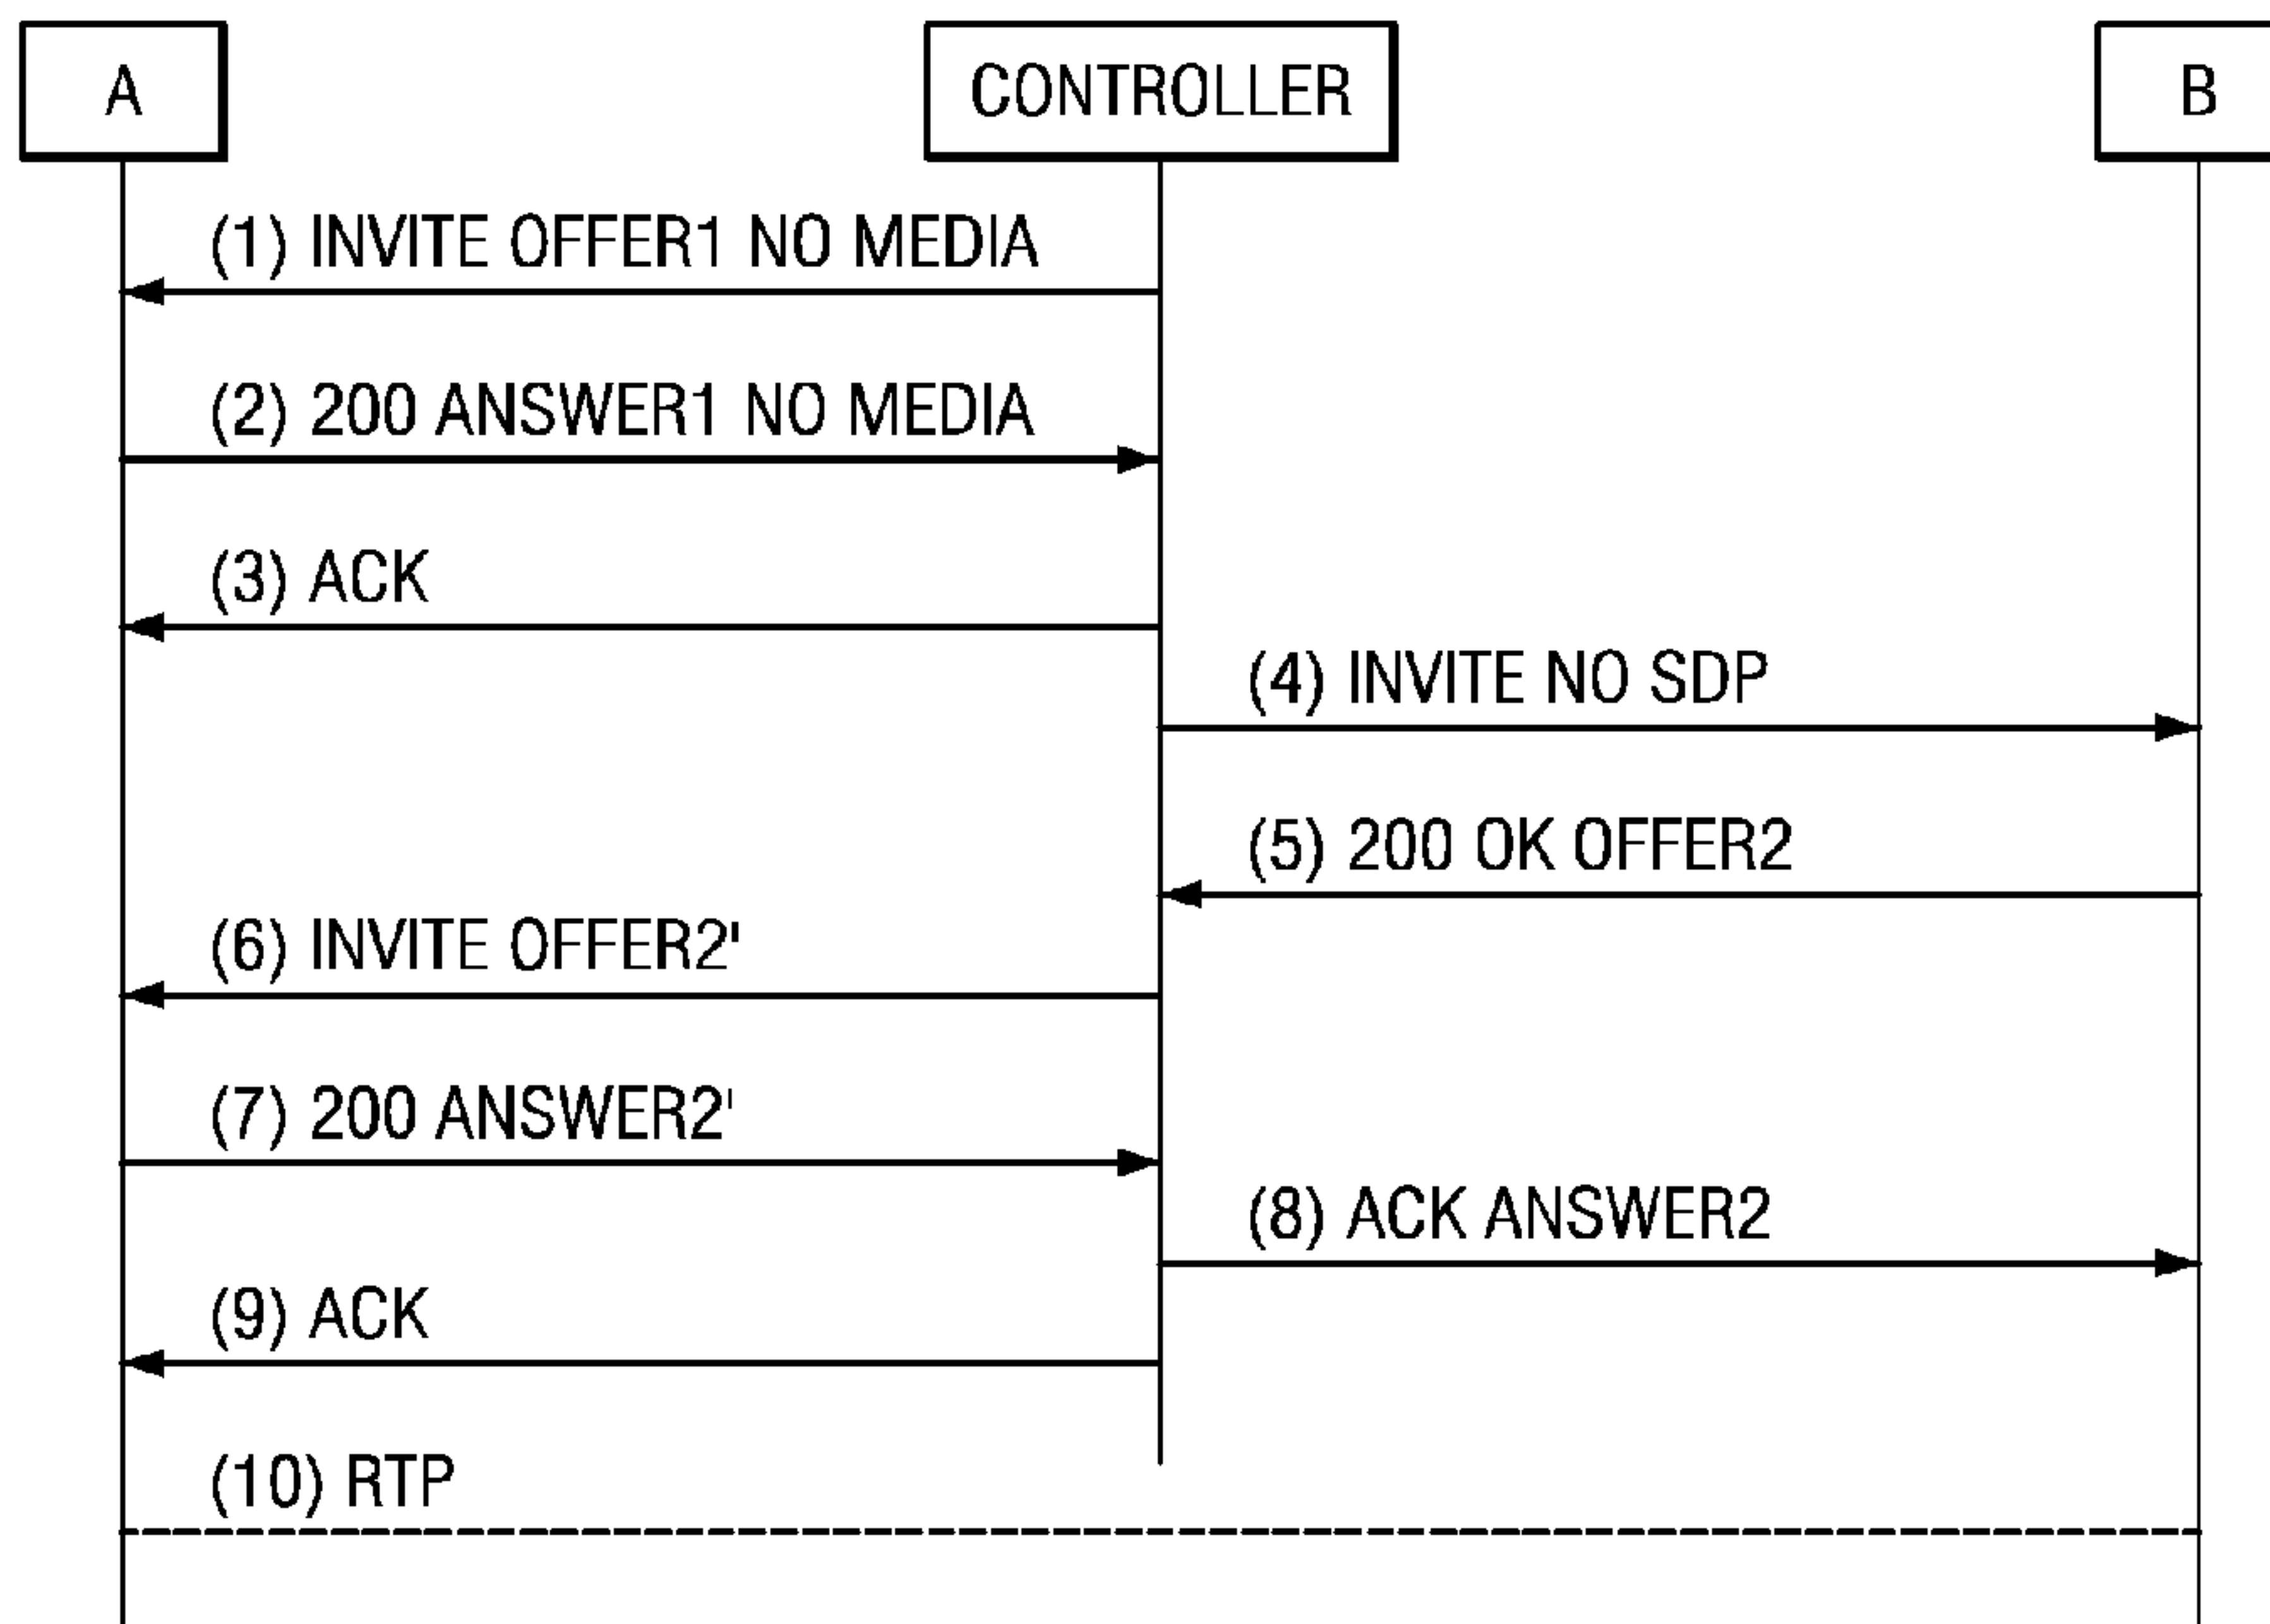 A
CONTROLLER
B
(1) INVITE OFFER1 NO MEDIA
(2) 200 ANSWER1 NO MEDIA
(3) ACK
(4) INVITE NO SDP
(5) 200 OK OFFER2
(6) INVITE OFFER2'
(7) 200 ANSWER2'
(8) ACK ANSWER2
(9) ACK
(10) RTP